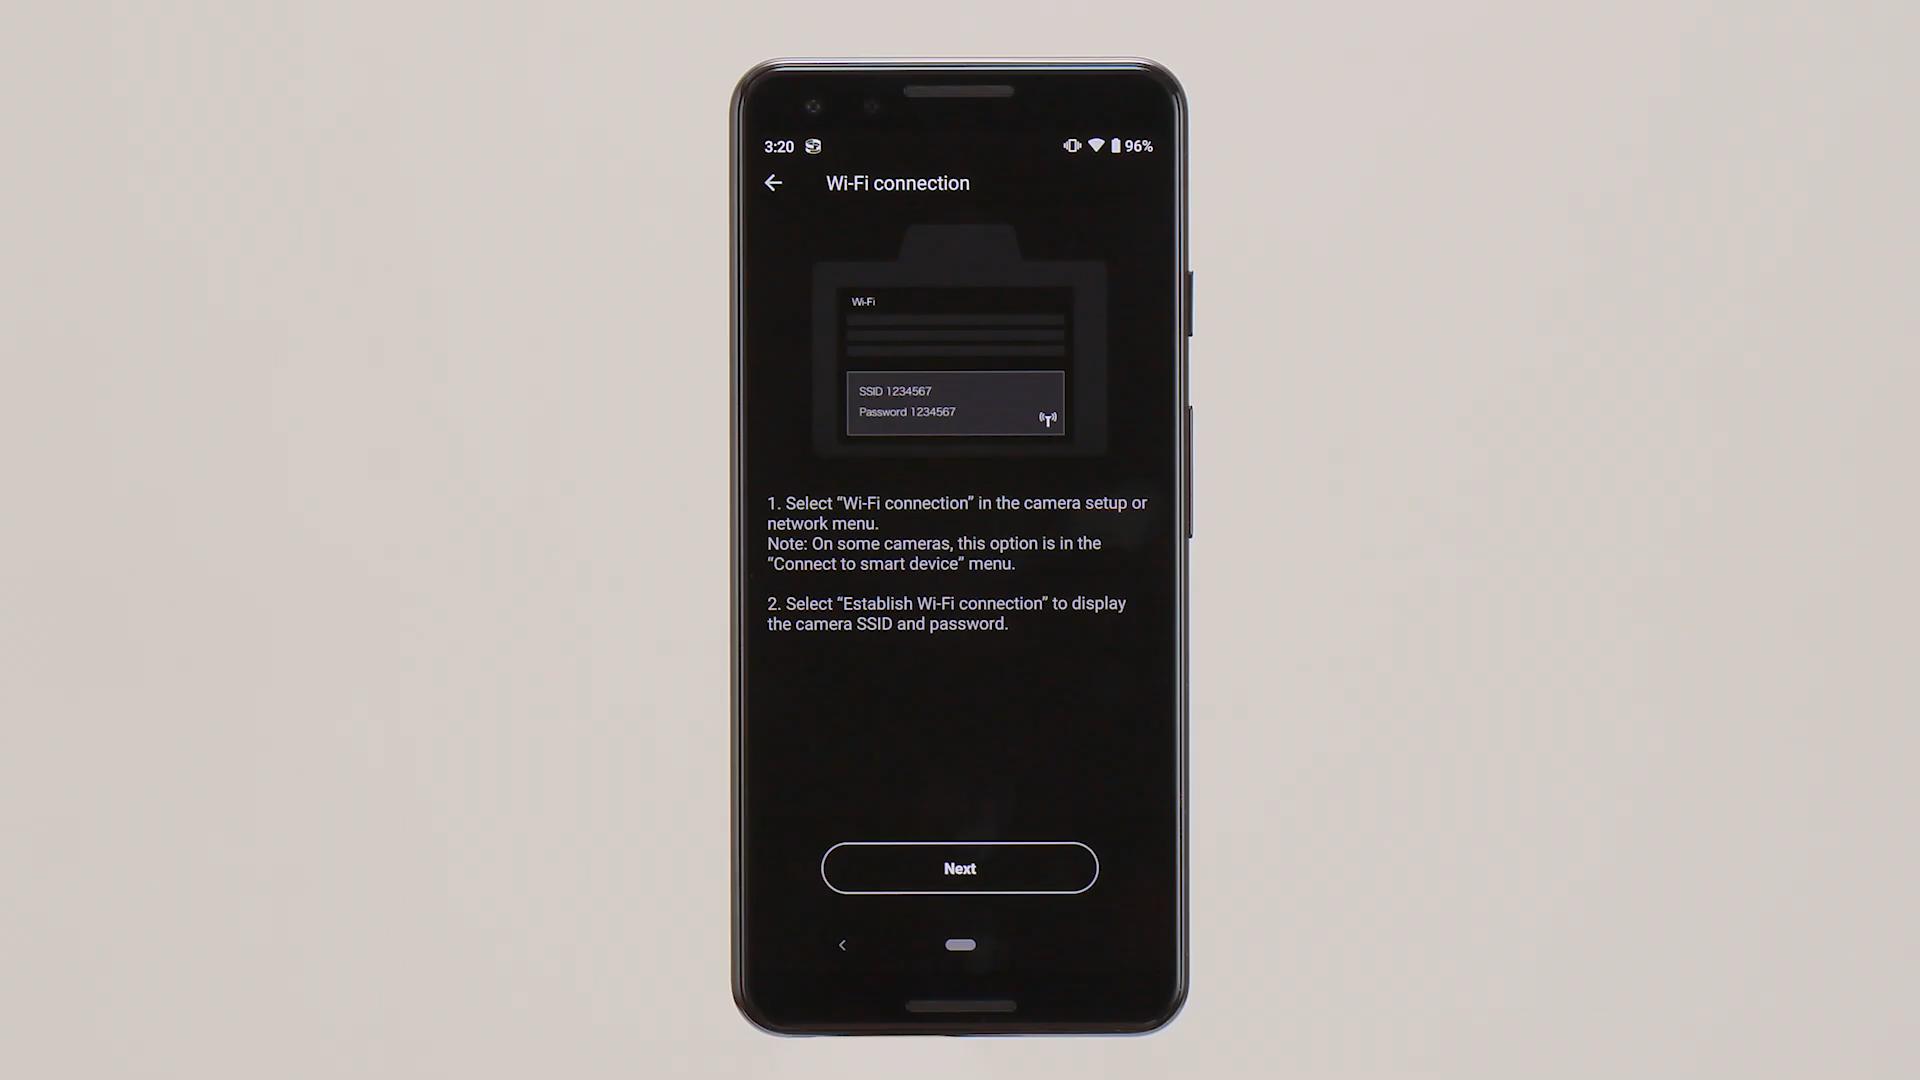 3:20 96%
Wi-Fi connection
Wi-Fi
SSID 1234567
Password 1234567
1. Select “Wi-Fi connection” in the camera setup or
network menu.
Note: On some cameras, this option is in the
“Connect to smart device” menu.
2. Select “Establish Wi-Fi connection” to display
the camera SSID and password.
Next